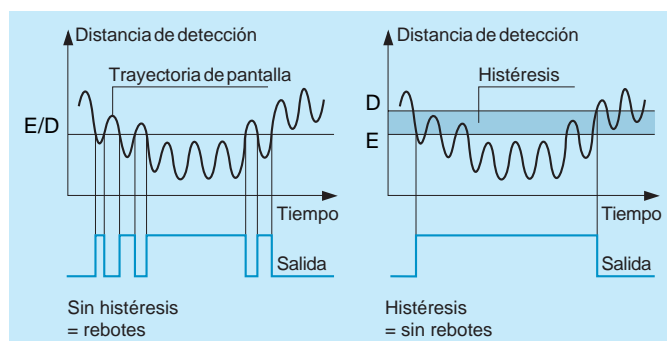 Distancia de detección
Trayectoria de pantalla
E/D
Tiempo
Salida
Sin histéresis
= rebotes
Distancia de detección
Histéresis
D
E
Tiempo
Salida
Histéresis
= sin rebotes